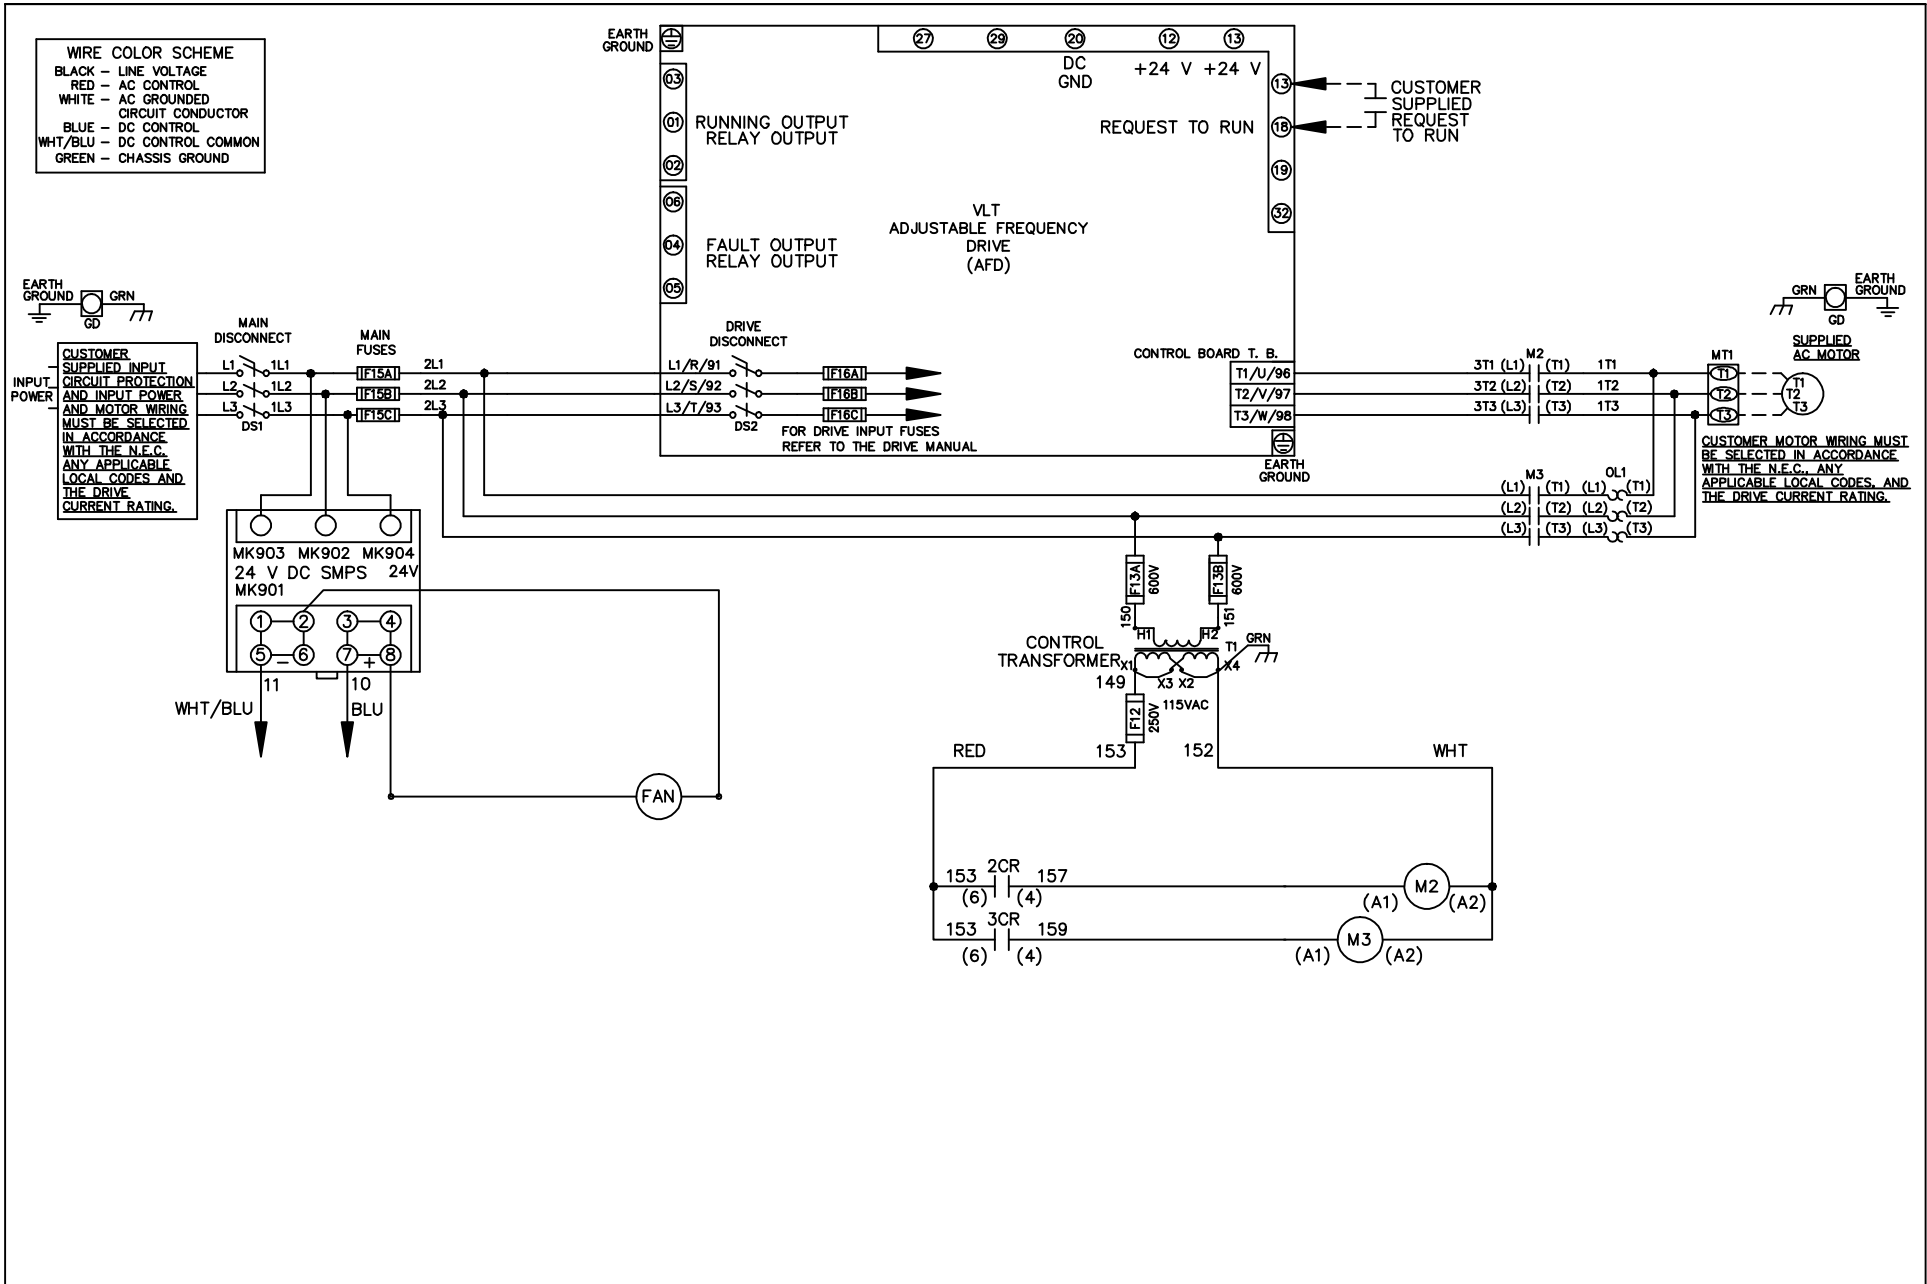 WIRE COLOR SCHEME
BLACK – LINE VOLTAGE
RED – AC CONTROL
WHITE – AC GROUNDED
CIRCUIT CONDUCTOR
BLUE – DC CONTROL
WHT/BLU – DC CONTROL COMMON
GREEN – CHASSIS GROUND
EARTH
GROUND
27
29
20
12
13
DC
GND
+24 V
+24 V
03
01
02
RUNNING OUTPUT
RELAY OUTPUT
06
04
05
FAULT OUTPUT
RELAY OUTPUT
VLT
ADJUSTABLE FREQUENCY
DRIVE
(AFD)
REQUEST TO RUN
13
18
19
32
CUSTOMER
SUPPLIED
REQUEST
TO RUN
EARTH
GROUND
GRN
GD
INPUT
POWER
CUSTOMER
SUPPLIED INPUT
CIRCUIT PROTECTION
AND INPUT POWER
AND MOTOR WIRING
MUST BE SELECTED
IN ACCORDANCE
WITH THE N.E.C.
ANY APPLICABLE
LOCAL CODES AND
THE DRIVE
CURRENT RATING.
MAIN
DISCONNECT
L1 1L1
L2 1L2
L3 1L3
DS1
MAIN
FUSES
F15A
F15B
F15C
2L1
2L2
2L3
DRIVE
DISCONNECT
L1/R/91
L2/S/92
L3/T/93
DS2
F16A
F16B
F16C
FOR DRIVE INPUT FUSES
REFER TO THE DRIVE MANUAL
CONTROL BOARD T. B.
T1/U/96
T2/V/97
T3/W/98
EARTH
GROUND
M2
3T1 (L1) (T1) 1T1
3T2 (L2) (T2) 1T2
3T3 (L3) (T3) 1T3
MT1
T1
T2
T3
T1
T2
T3
GRN
GD
EARTH
GROUND
SUPPLIED
AC MOTOR
CUSTOMER MOTOR WIRING MUST
BE SELECTED IN ACCORDANCE
WITH THE N.E.C., ANY
APPLICABLE LOCAL CODES, AND
THE DRIVE CURRENT RATING.
M3 OL1
(L1) (T1) (L1) (T1)
(L2) (T2) (L2) (T2)
(L3) (T3) (L3) (T3)
MK903 MK902 MK904
24 V DC SMPS 24V
MK901
1 2 3 4
5 – 6 7 + 8
11
10
WHT/BLU
BLU
FAN
F13A
600V
F13B
600V
150
151
H1
H2
CONTROL
TRANSFORMER
T1
GRN
X1
X3 X2
X4
149
F12
250V
115VAC
RED
153
152
WHT
2CR
153 157
(6) (4)
M2
(A1) (A2)
3CR
153 159
(6) (4)
M3
(A1) (A2)